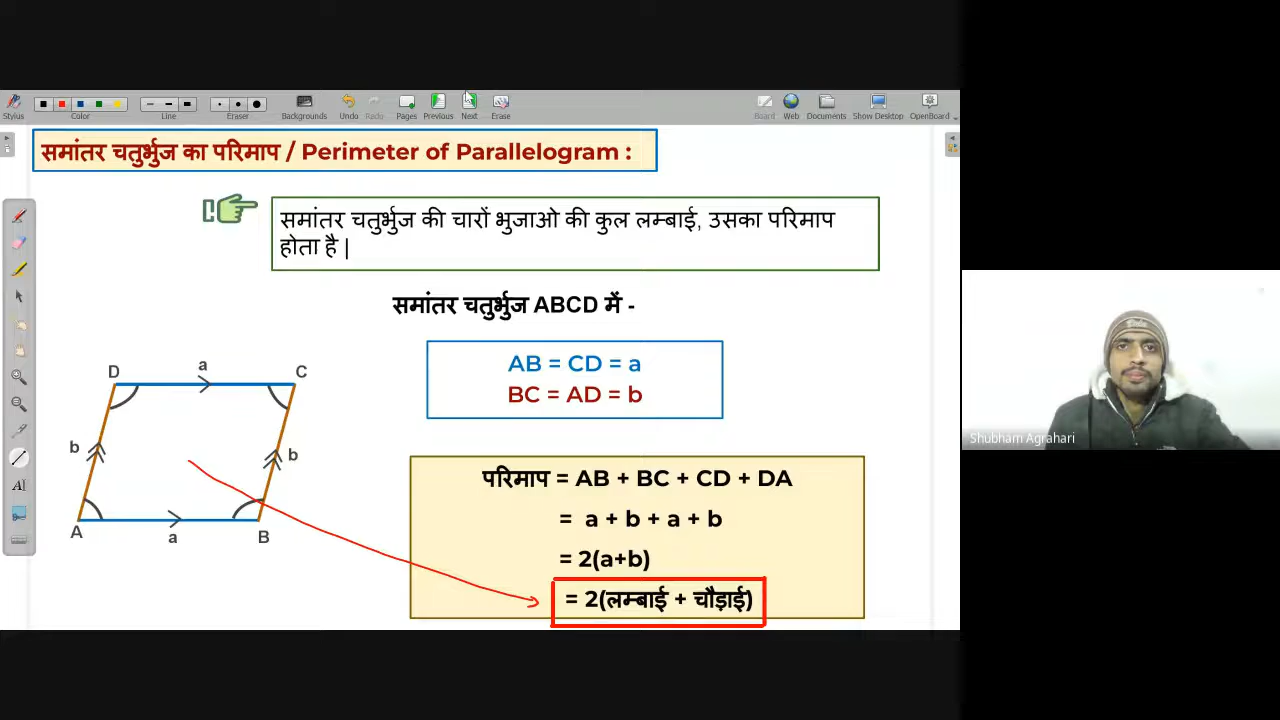 Stylus
Color
Line
Eraser
Backgrounds
Undo
Redo
Pages
Previous
Next
Erase
Board
Web
Documents
Show Desktop
OpenBoard
समांतर चतुर्भुज का परिमाप / Perimeter of Parallelogram :
समांतर चतुर्भुज की चारों भुजाओ की कुल लम्बाई, उसका परिमाप
होता है |
समांतर चतुर्भुज ABCD में -
AB = CD = a
BC = AD = b
D
a
C
b
b
A
a
B
परिमाप = AB + BC + CD + DA
= a + b + a + b
= 2(a+b)
= 2(लम्बाई + चौड़ाई)
Shubham Agrahari